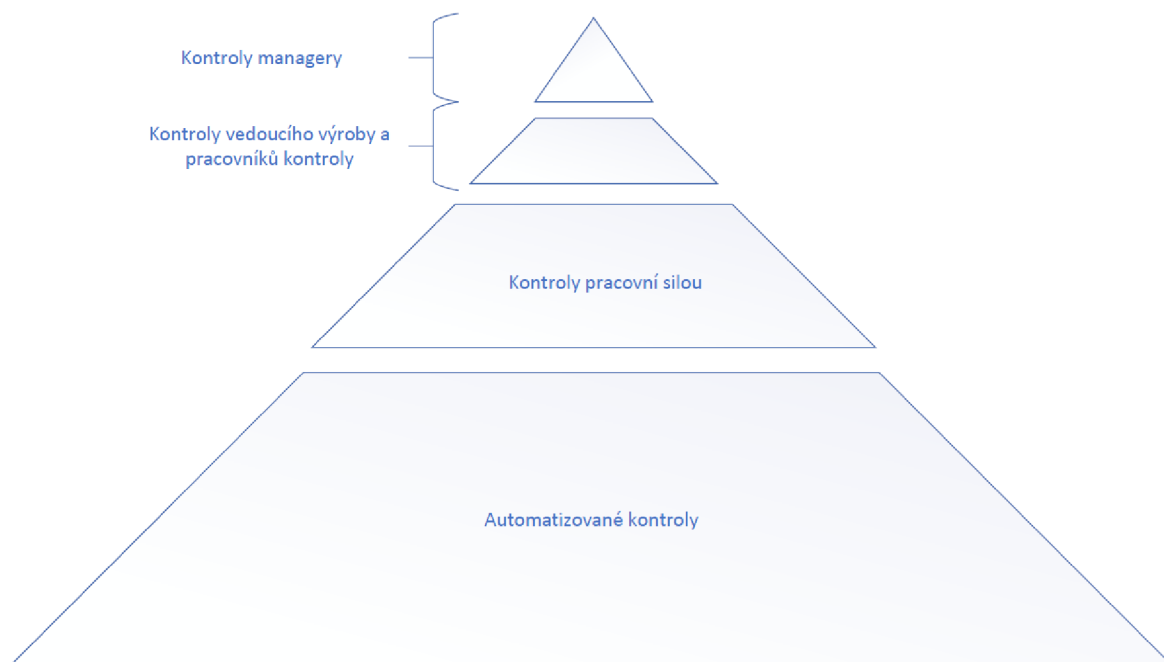 Kontroly managery
Kontroly vedoucího výroby a
pracovníků kontroly
Kontroly pracovní silou
Automatizované kontroly